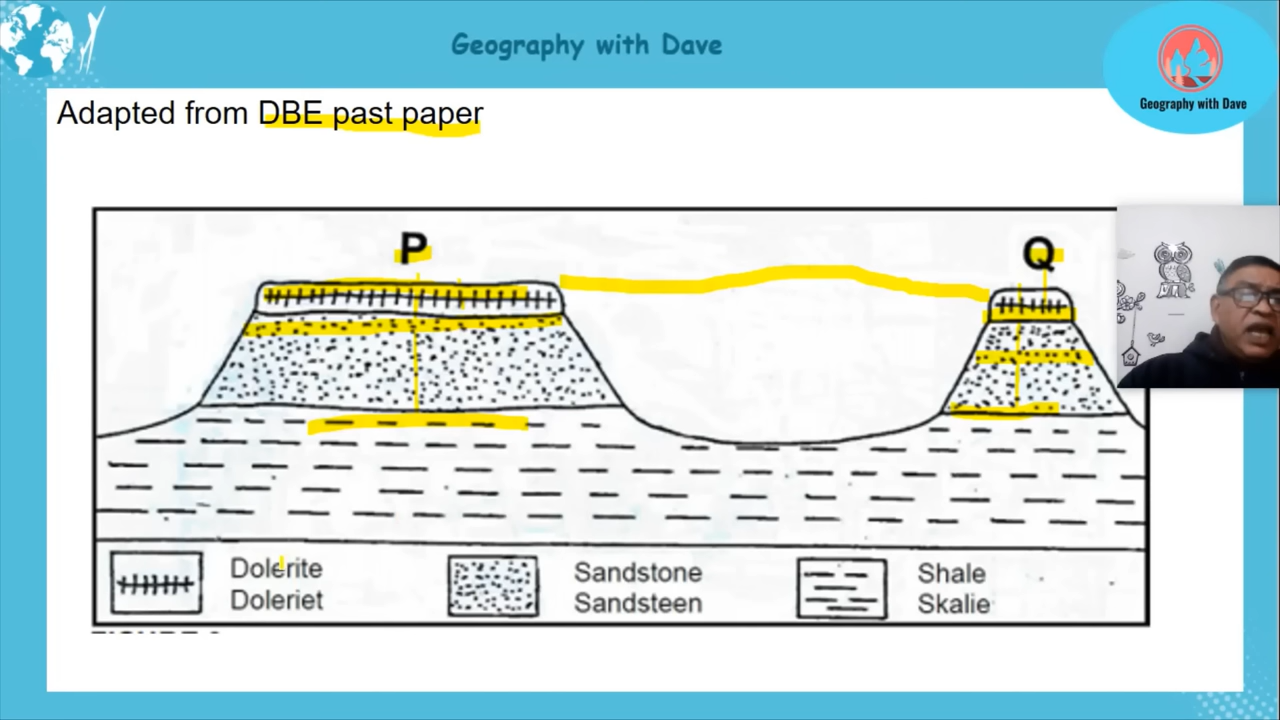 Geography with Dave
Geography with Dave
Adapted from DBE past paper
P
Q
Dolerite
Doleriet
Sandstone
Sandsteen
Shale
Skalie